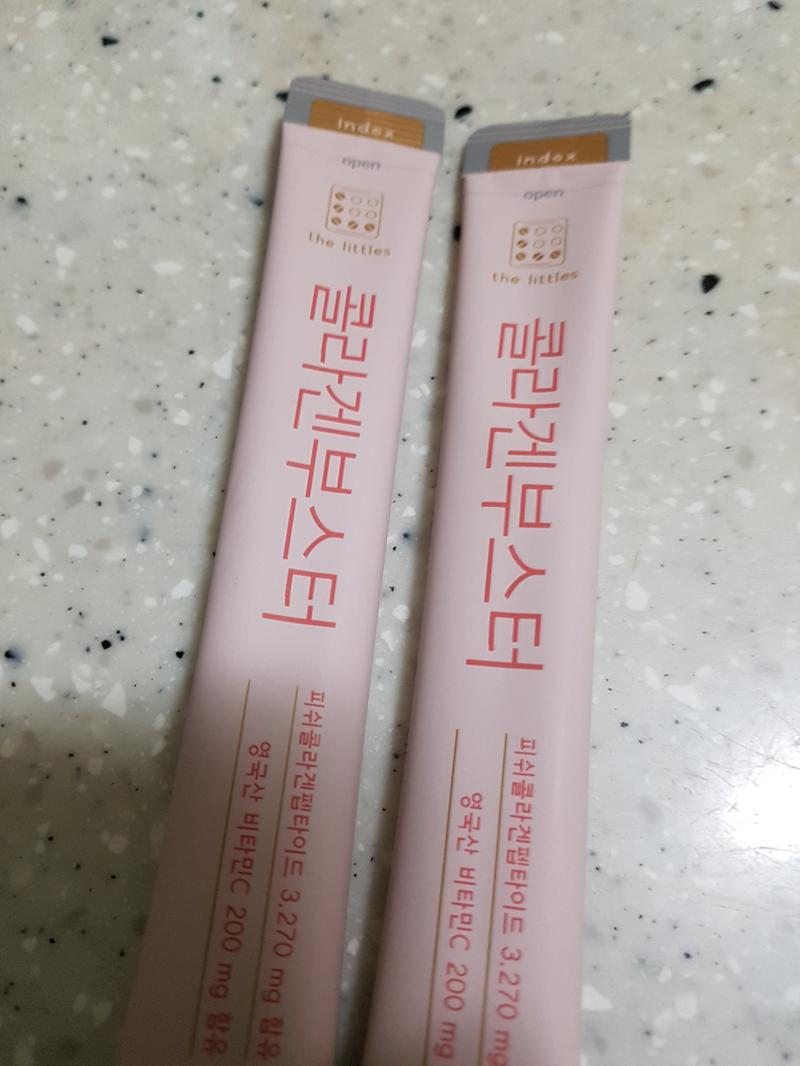 index
open
the littles
콜라겐부스터
피쉬콜라겐펩타이드 3,270 mg 함유
영국산 비타민C 200 mg 함유
index
open
the littles
콜라겐부스터
피쉬콜라겐펩타이드 3,270 mg
영국산 비타민C 200 mg